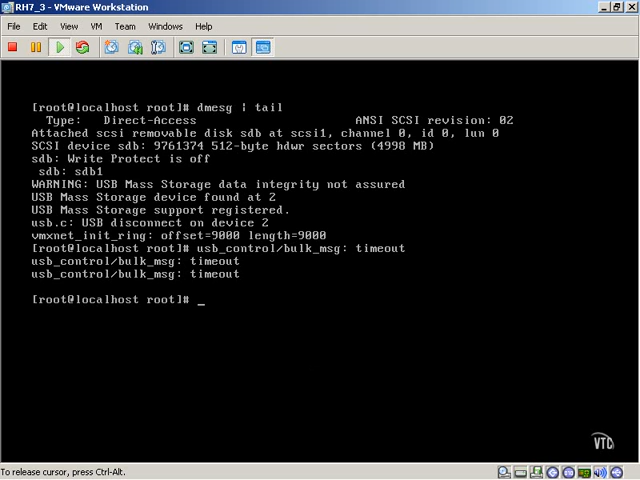 RH7_3 - VMware Workstation
File Edit View VM Team Windows Help
[root@localhost root]# dmesg | tail
Type: Direct-Access ANSI SCSI revision: 02
Attached scsi removable disk sdb at scsi1, channel 0, id 0, lun 0
SCSI device sdb: 9761374 512-byte hdwr sectors (4998 MB)
sdb: Write Protect is off
sdb: sdb1
WARNING: USB Mass Storage data integrity not assured
USB Mass Storage device found at 2
USB Mass Storage support registered.
usb.c: USB disconnect on device 2
vmxnet_init_ring: offset=9000 length=9000
[root@localhost root]# usb_control/bulk_msg: timeout
usb_control/bulk_msg: timeout
usb_control/bulk_msg: timeout
[root@localhost root]# _
VTC
To release cursor, press Ctrl-Alt.